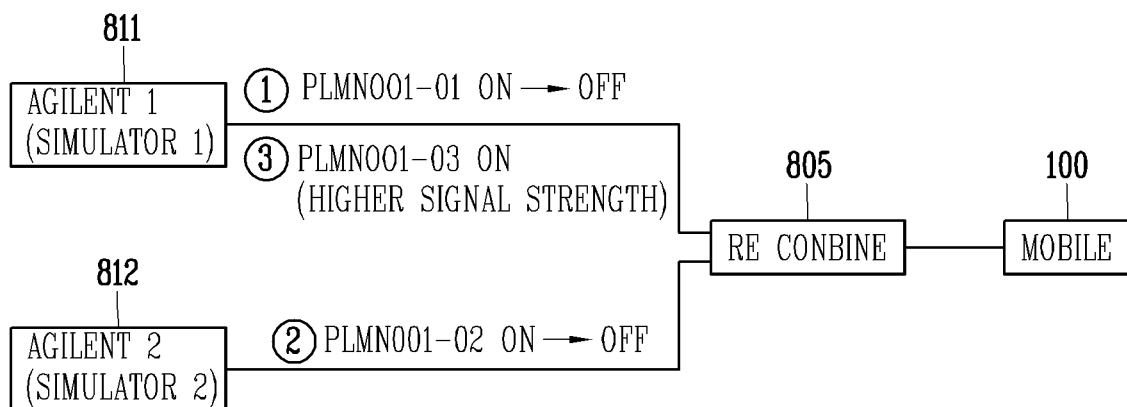 811
AGILENT 1
(SIMULATOR 1)
① PLMN001-01 ON → OFF
③ PLMN001-03 ON
(HIGHER SIGNAL STRENGTH)
805
RE CONBINE
100
MOBILE
812
AGILENT 2
(SIMULATOR 2)
② PLMN001-02 ON → OFF